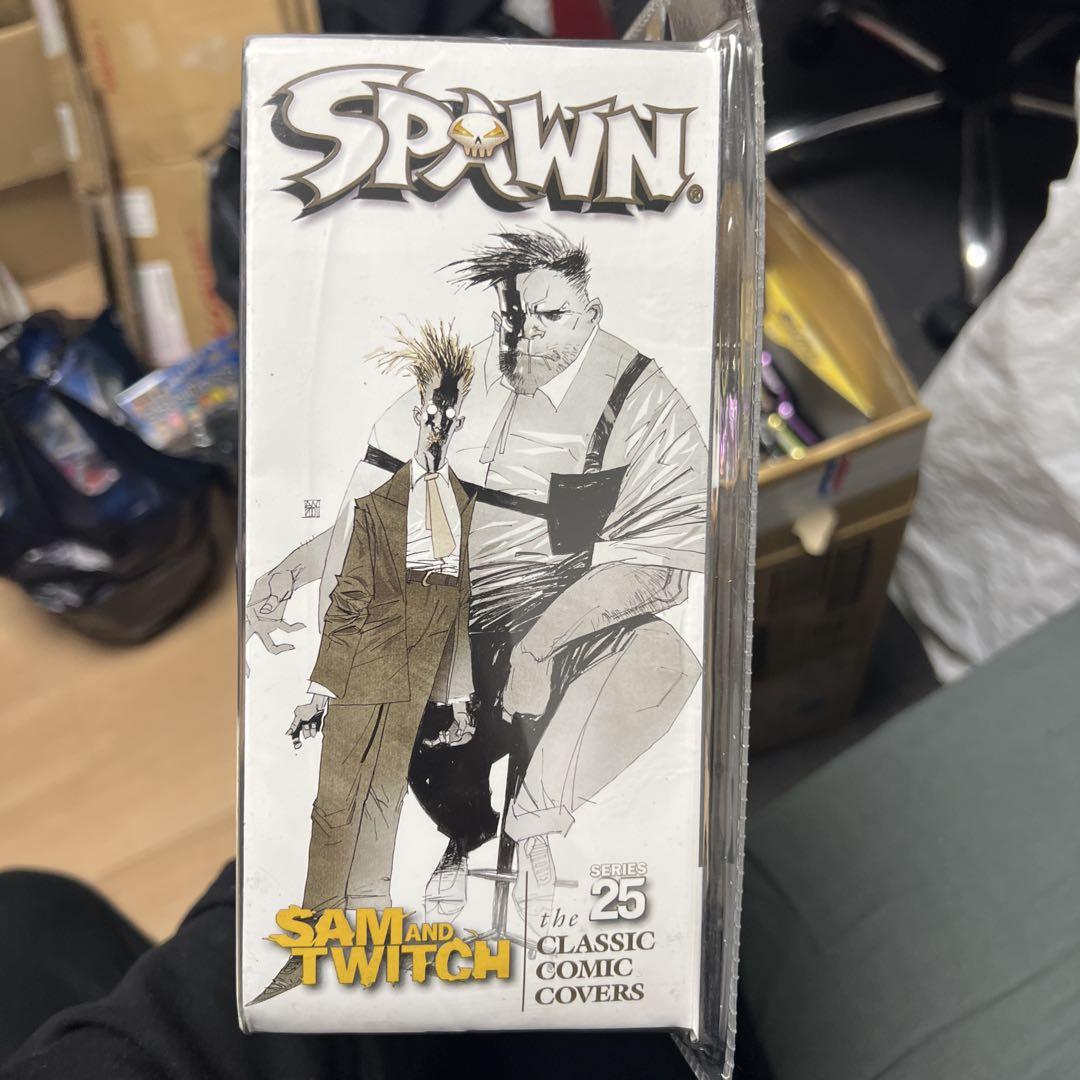 SPAWN®
SERIES
25
the
CLASSIC
COMIC
COVERS
SAM AND
TWITCH